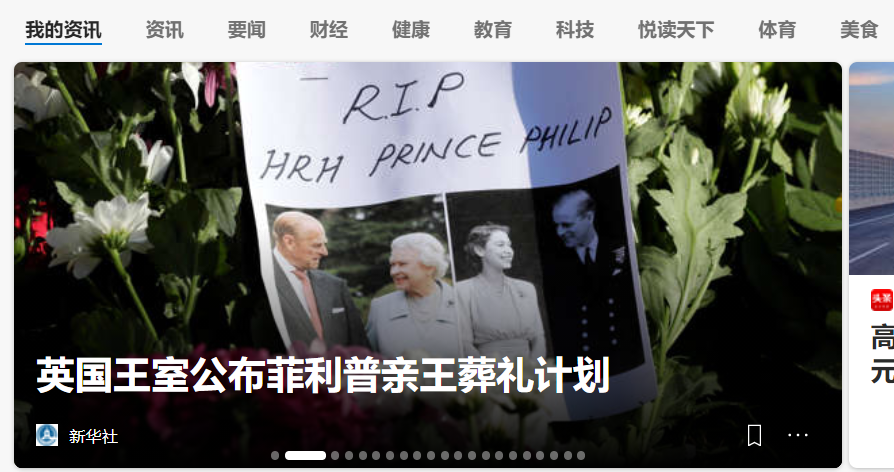 我的资讯 资讯 要闻 财经 健康 教育 科技 悦读天下 体育 美食
R.I.P
HRH PRINCE PHILIP
英国王室公布菲利普亲王葬礼计划
新华社
头条
高
元